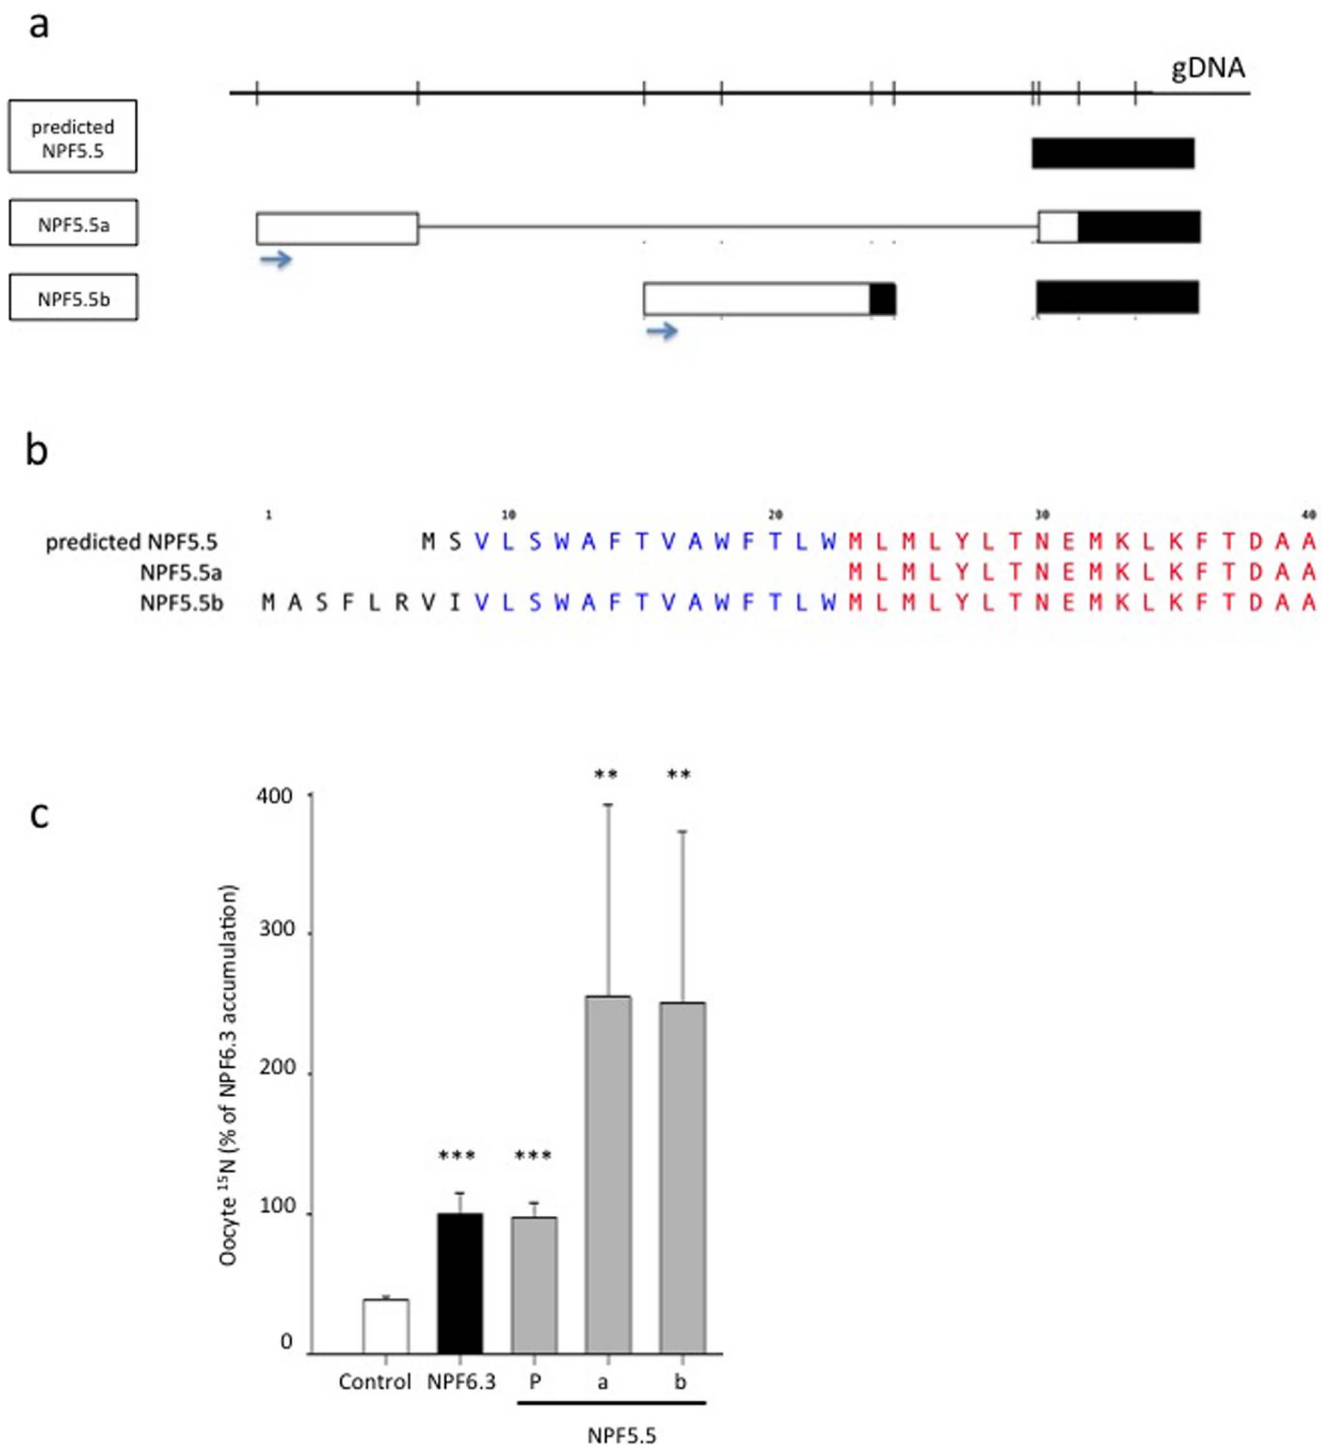 a
gDNA
predicted
NPF5.5
NPF5.5a
NPF5.5b
b
1 10 20 30 40
predicted NPF5.5 M S V L S W A F T V A W F T L W M L M L Y L T N E M K L K F T D A A
NPF5.5a M L M L Y L T N E M K L K F T D A A
NPF5.5b M A S F L R V I V L S W A F T V A W F T L W M L M L Y L T N E M K L K F T D A A
c
** **
400
300
200
*** ***
100
0
Oocyte ¹⁵N (% of NPF6.3 accumulation)
Control NPF6.3 P a b
NPF5.5